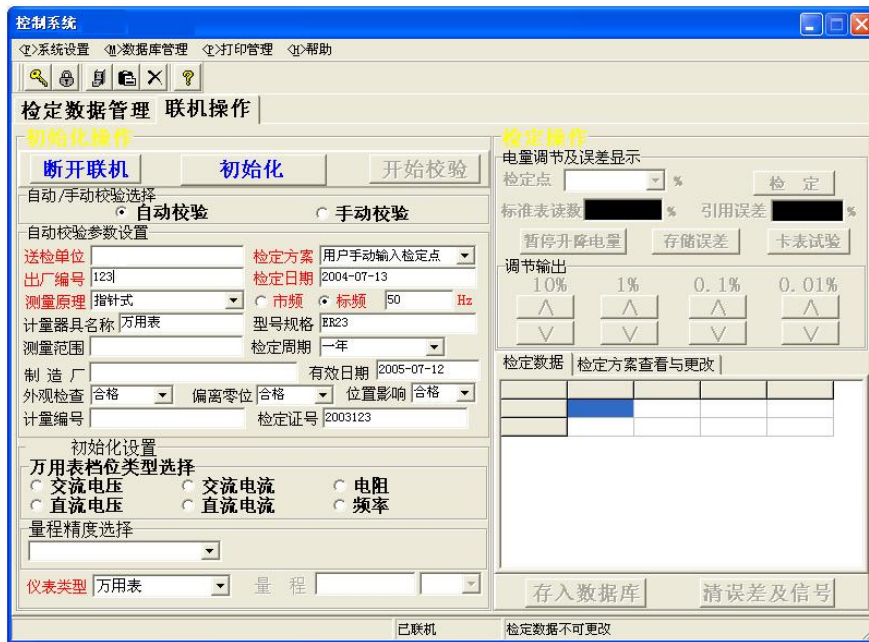 控制系统
<P>系统设置 <M>数据库管理 <P>打印管理 <H>帮助
检定数据管理 联机操作
初始化操作
断开联机 初始化 开始校验
自动/手动校验选择
自动校验 手动校验
自动校验参数设置
送检单位 检定方案 用户手动输入检定点
出厂编号 123 检定日期 2004-07-13
测量原理 指针式 市频 标频 50 Hz
计量器具名称 万用表 型号规格 ER23
测量范围 检定周期 一年
制 造 厂 有效日期 2005-07-12
外观检查 合格 偏离零位 合格 位置影响 合格
计量编号 检定证号 2003123
初始化设置
万用表档位类型选择
交流电压 交流电流 电阻
直流电压 直流电流 频率
量程精度选择
仪表类型 万用表 量 程
检定操作
电量调节及误差显示
检定点 % 检 定
标准表读数 % 引用误差 %
暂停升降电量 存储误差 卡表试验
调节输出
10% 1% 0.1% 0.01%
检定数据 检定方案查看与更改
存入数据库 清误差及信号
已联机 检定数据不可更改